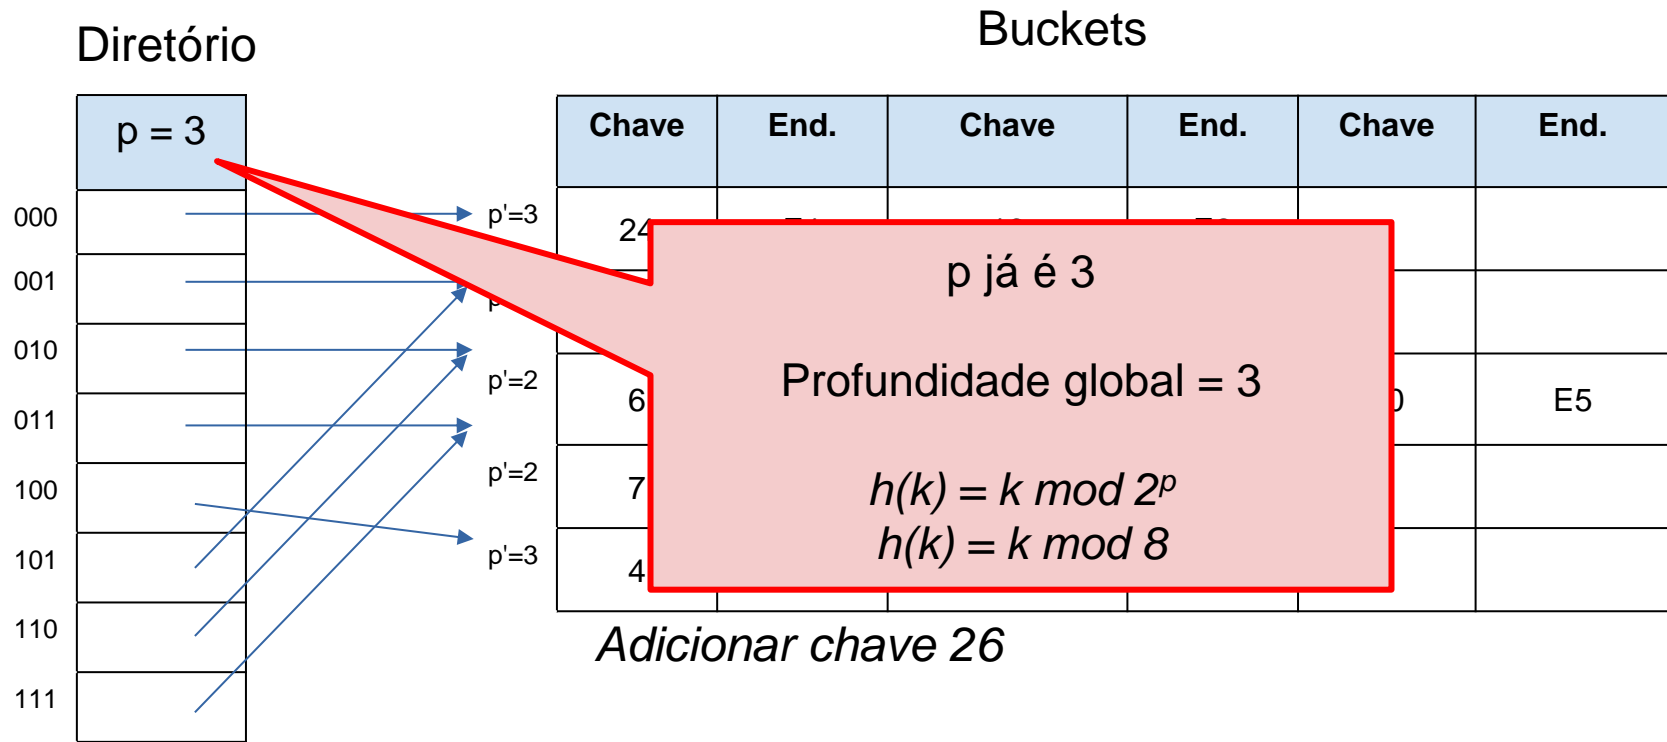 Diretório
Buckets
p = 3
Chave End. Chave End. Chave End.
000
p'=3
24
001
010
p'=2
6
E5
011
p'=2
7
100
p'=3
4
101
110
111
p já é 3
Profundidade global = 3
h(k) = k mod 2ᵖ
h(k) = k mod 8
Adicionar chave 26